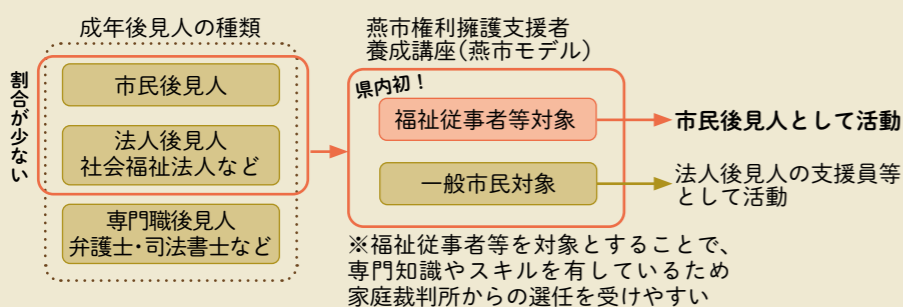 成年後見人の種類
割合が少ない
市民後見人
法人後見人
社会福祉法人など
専門職後見人
弁護士・司法書士など
燕市権利擁護支援者
養成講座(燕市モデル)
県内初!
福祉従事者等対象
市民後見人として活動
一般市民対象
法人後見人の支援員等
として活動
※福祉従事者等を対象とすることで、
専門知識やスキルを有しているため
家庭裁判所からの選任を受けやすい